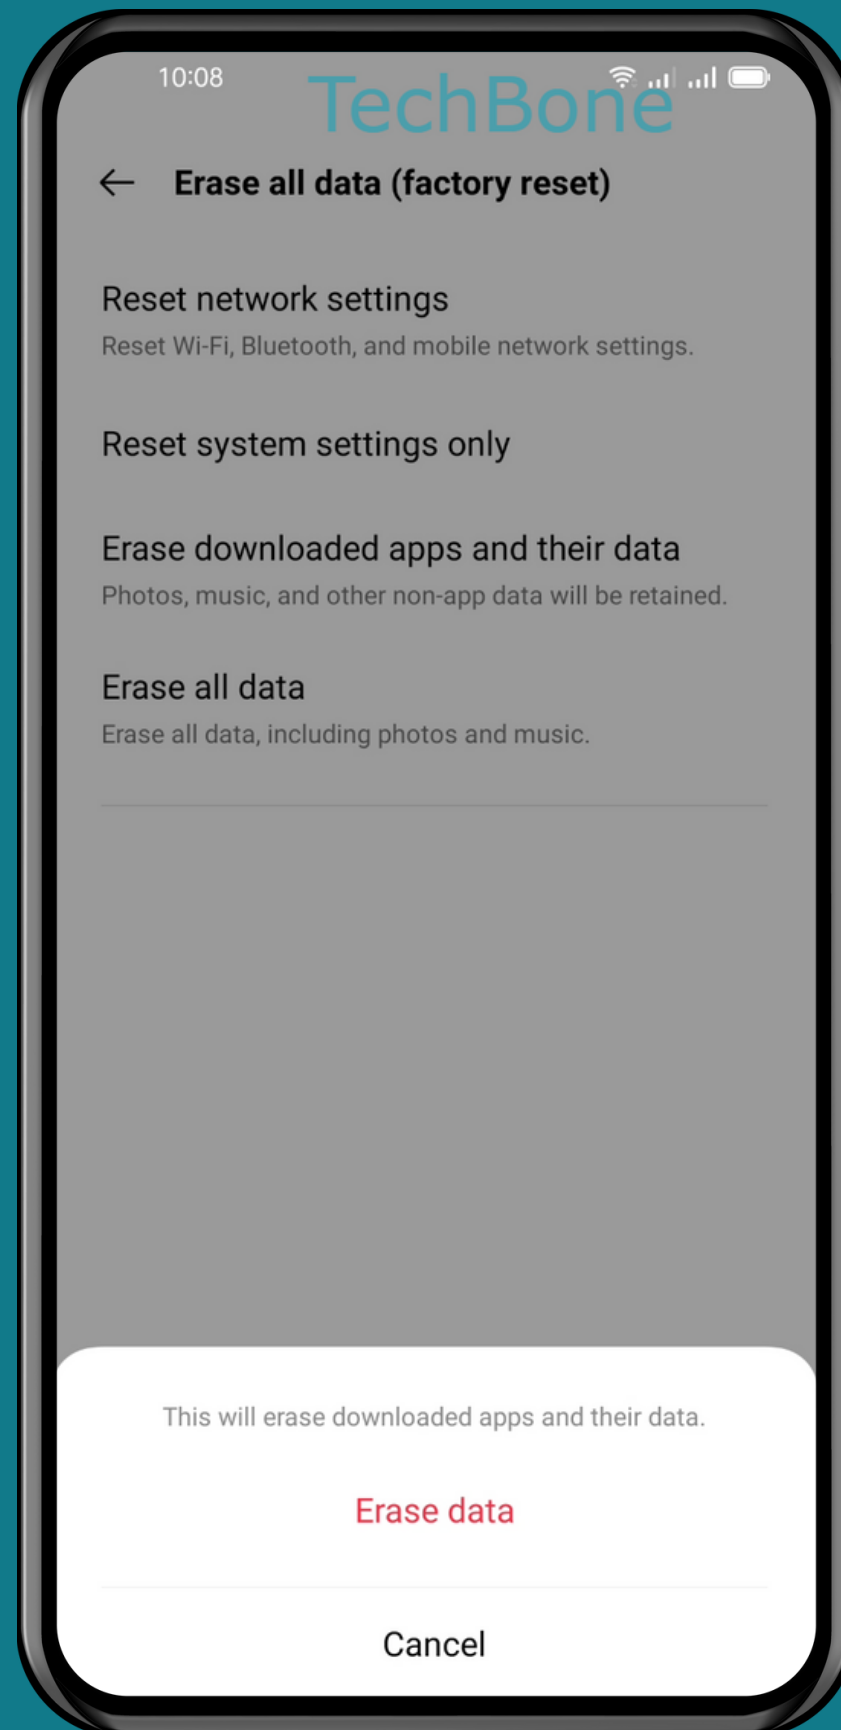 10:08
TechBone
Erase all data (factory reset)
Reset network settings
Reset Wi-Fi, Bluetooth, and mobile network settings.
Reset system settings only
Erase downloaded apps and their data
Photos, music, and other non-app data will be retained.
Erase all data
Erase all data, including photos and music.
This will erase downloaded apps and their data.
Erase data
Cancel